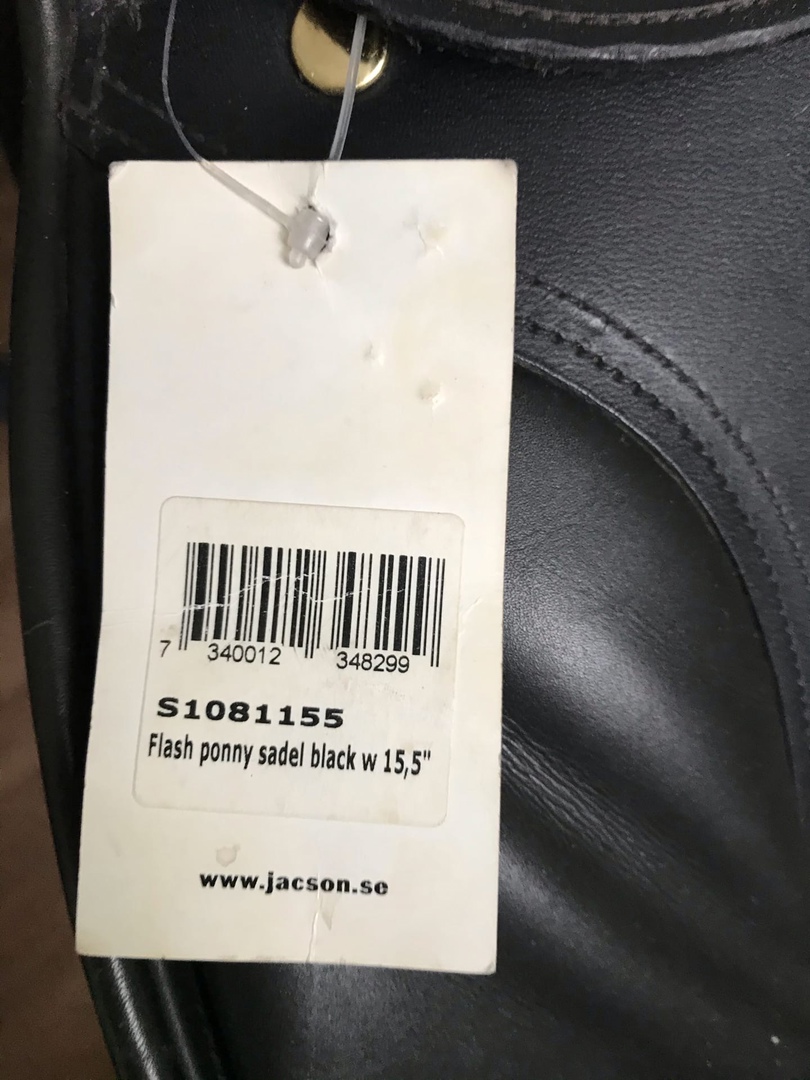 7 340012 348299
S1081155
Flash ponny sadel black w 15,5"
www.jacson.se